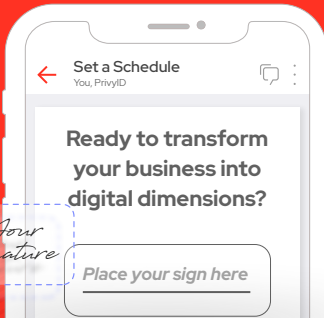 Set a Schedule
You, PrivyID
Ready to transform
your business into
digital dimensions?
Place your sign here